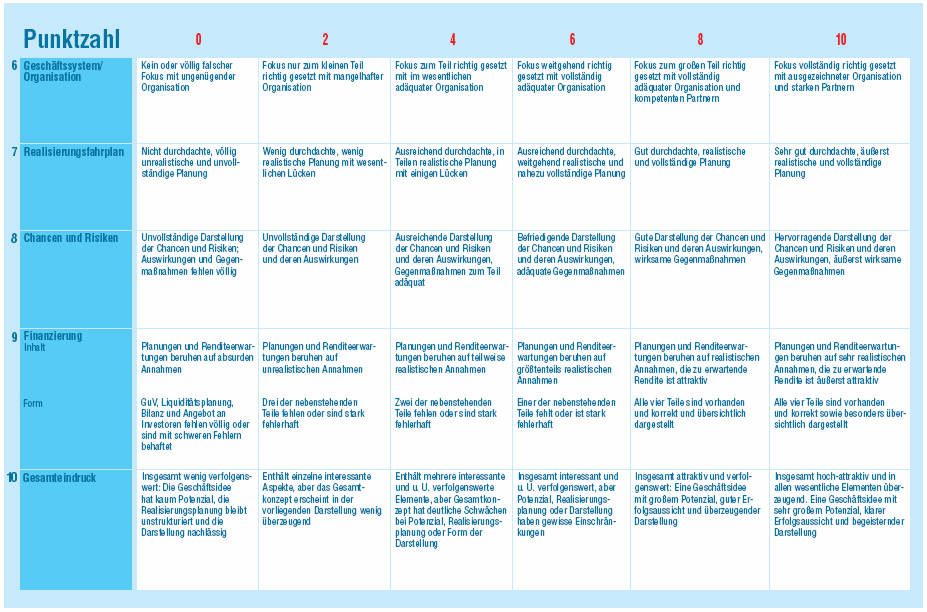 Punktzahl 0 2 4 6 8 10
6 Geschäftssystem/
Organisation
Kein oder völlig falscher
Fokus mit ungenügender
Organisation
Fokus nur zum kleinen Teil
richtig gesetzt mit mangelhafter
Organisation
Fokus zum Teil richtig gesetzt
mit im wesentlichen
adäquater Organisation
Fokus weitgehend richtig
gesetzt mit vollständig
adäquater Organisation
Fokus zum großen Teil richtig
gesetzt mit vollständig
adäquater Organisation und
kompetenten Partnern
Fokus vollständig richtig gesetzt
mit ausgezeichneter Organisation
und starken Partnern
7 Realisierungsfahrplan
Nicht durchdachte, völlig
unrealistische und unvoll-
ständige Planung
Wenig durchdachte, wenig
realistische Planung mit wesent-
lichen Lücken
Ausreichend durchdachte, in
Teilen realistische Planung
mit einigen Lücken
Ausreichend durchdachte,
weitgehend realistische und
nahezu vollständige Planung
Gut durchdachte, realistische
und vollständige Planung
Sehr gut durchdachte, äußerst
realistische und vollständige
Planung
8 Chancen und Risiken
Unvollständige Darstellung
der Chancen und Risiken;
Auswirkungen und Gegen-
maßnahmen fehlen völlig
Unvollständige Darstellung
der Chancen und Risiken
und deren Auswirkungen
Ausreichende Darstellung
der Chancen und Risiken
und deren Auswirkungen,
Gegenmaßnahmen zum Teil
adäquat
Befriedigende Darstellung
der Chancen und Risiken
und deren Auswirkungen,
adäquate Gegenmaßnahmen
Gute Darstellung der Chancen und
Risiken und deren Auswirkungen,
wirksame Gegenmaßnahmen
Hervorragende Darstellung der
Chancen und Risiken und deren
Auswirkungen, äußerst wirksame
Gegenmaßnahmen
9 Finanzierung
Inhalt
Planungen und Renditeerwar-
tungen beruhen auf absurden
Annahmen
Planungen und Renditeerwar-
tungen beruhen auf
unrealistischen Annahmen
Planungen und Renditeerwar-
tungen beruhen auf teilweise
realistischen Annahmen
Planungen und Renditeer-
wartungen beruhen auf
größtenteils realistischen
Annahmen
Planungen und Renditeerwar-
tungen beruhen auf realistischen
Annahmen, die zu erwartende
Rendite ist attraktiv
Planungen und Renditeerwartun-
gen beruhen auf sehr realistischen
Annahmen, die zu erwartende
Rendite ist äußerst attraktiv
Form
GuV, Liquiditätsplanung,
Bilanz und Angebot an
Investoren fehlen völlig oder
sind mit schweren Fehlern
behaftet
Drei der nebenstehenden
Teile fehlen oder sind stark
fehlerhaft
Zwei der nebenstehenden
Teile fehlen oder sind stark
fehlerhaft
Einer der nebenstehenden
Teile fehlt oder ist stark
fehlerhaft
Alle vier Teile sind vorhanden
und korrekt und übersichtlich
dargestellt
Alle vier Teile sind vorhanden
und korrekt sowie besonders über-
sichtlich dargestellt
10 Gesamteindruck
Insgesamt wenig verfolgens-
wert: Die Geschäftsidee
hat kaum Potenzial, die
Realisierungsplanung bleibt
unstrukturiert und die
Darstellung nachlässig
Enthält einzelne interessante
Aspekte, aber das Gesamt-
konzept erscheint in der
vorliegenden Darstellung wenig
überzeugend
Enthält mehrere interessante
und u. U. verfolgenswerte
Elemente, aber Gesamtkon-
zept hat deutliche Schwächen
bei Potenzial, Realisierungs-
planung oder Form der
Darstellung
Insgesamt interessant und
u. U. verfolgenswert, aber
Potenzial, Realisierungs-
planung oder Darstellung
haben gewisse Einschrän-
kungen
Insgesamt attraktiv und verfol-
genswert: Eine Geschäftsidee
mit großem Potenzial, guter Er-
folgsaussicht und überzeugender
Darstellung
Insgesamt hoch-attraktiv und in
allen wesentliche Elementen über-
zeugend. Eine Geschäftsidee mit
sehr großem Potenzial, klarer
Erfolgsaussicht und begeisternder
Darstellung